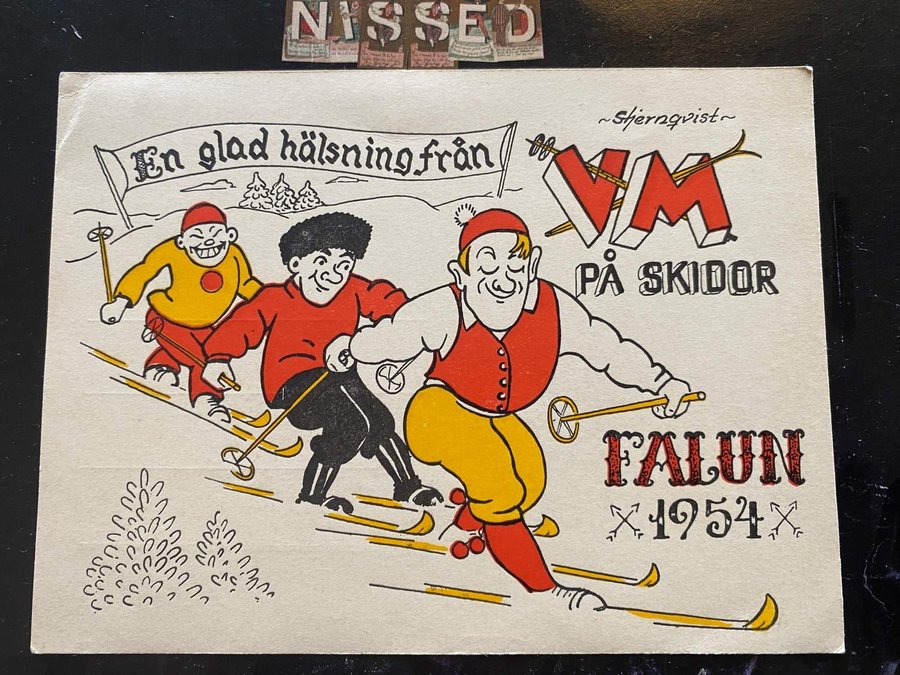 NISSED
~Stjernqvist~
En glad hälsning från
VM
PÅ SKIDOR
FALUN
1954